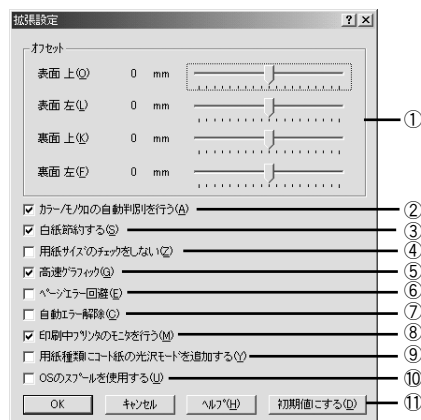 拡張設定
オフセット
表面 上(O) 0 mm
①
表面 左(L) 0 mm
裏面 上(K) 0 mm
裏面 左(F) 0 mm
カラー/モノクロの自動判別を行う(A) ②
白紙節約する(S) ③
用紙サイズのチェックをしない(Z) ④
高速グラフィック(G) ⑤
ページエラー回避(E) ⑥
自動エラー解除(C) ⑦
印刷中プリンタのモニタを行う(M) ⑧
用紙種類にコート紙の光沢モードを追加する(Y) ⑨
OSのスプールを使用する(U) ⑩
OK キャンセル ヘルプ(H) 初期値にする(D) ⑪